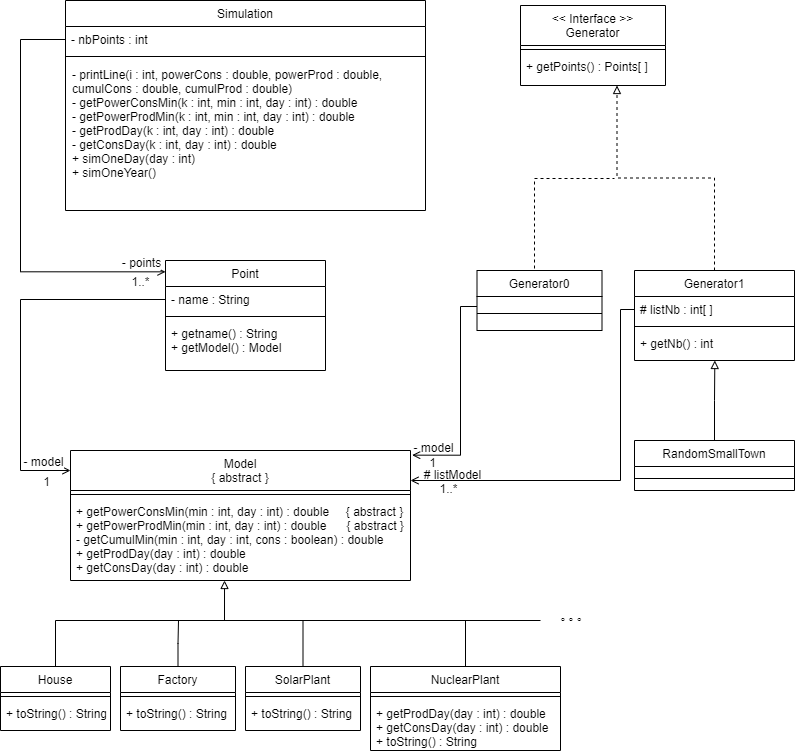 Simulation
- nbPoints : int
- printLine(i : int, powerCons : double, powerProd : double,
cumulCons : double, cumulProd : double)
- getPowerConsMin(k : int, min : int, day : int) : double
- getPowerProdMin(k : int, min : int, day : int) : double
- getProdDay(k : int, day : int) : double
- getConsDay(k : int, day : int) : double
+ simOneDay(day : int)
+ simOneYear()
<< Interface >>
Generator
+ getPoints() : Points[ ]
- points
1..*
Point
- name : String
+ getname() : String
+ getModel() : Model
Generator0
Generator1
# listNb : int[ ]
+ getNb() : int
RandomSmallTown
- model
1
- model
1
# listModel
1..*
Model
{ abstract }
+ getPowerConsMin(min : int, day : int) : double { abstract }
+ getPowerProdMin(min : int, day : int) : double { abstract }
- getCumulMin(min : int, day : int, cons : boolean) : double
+ getProdDay(day : int) : double
+ getConsDay(day : int) : double
House
+ toString() : String
Factory
+ toString() : String
SolarPlant
+ toString() : String
NuclearPlant
+ getProdDay(day : int) : double
+ getConsDay(day : int) : double
+ toString() : String